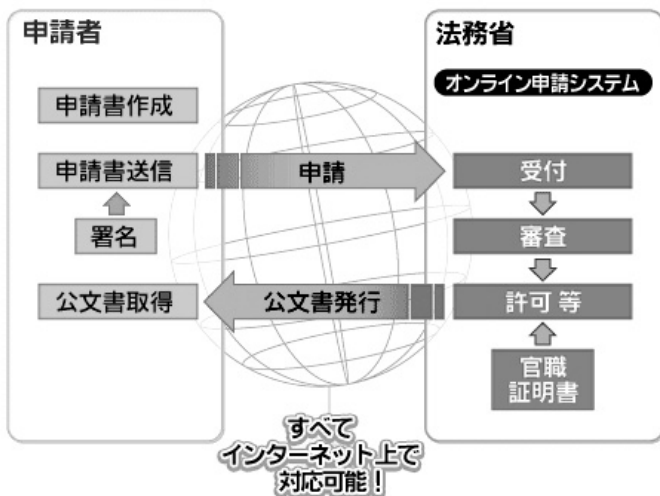 申請者
申請書作成
申請書送信
署名
公文書取得
申請
公文書発行
法務省
オンライン申請システム
受付
審査
許可 等
官職
証明書
すべて
インターネット上で
対応可能!